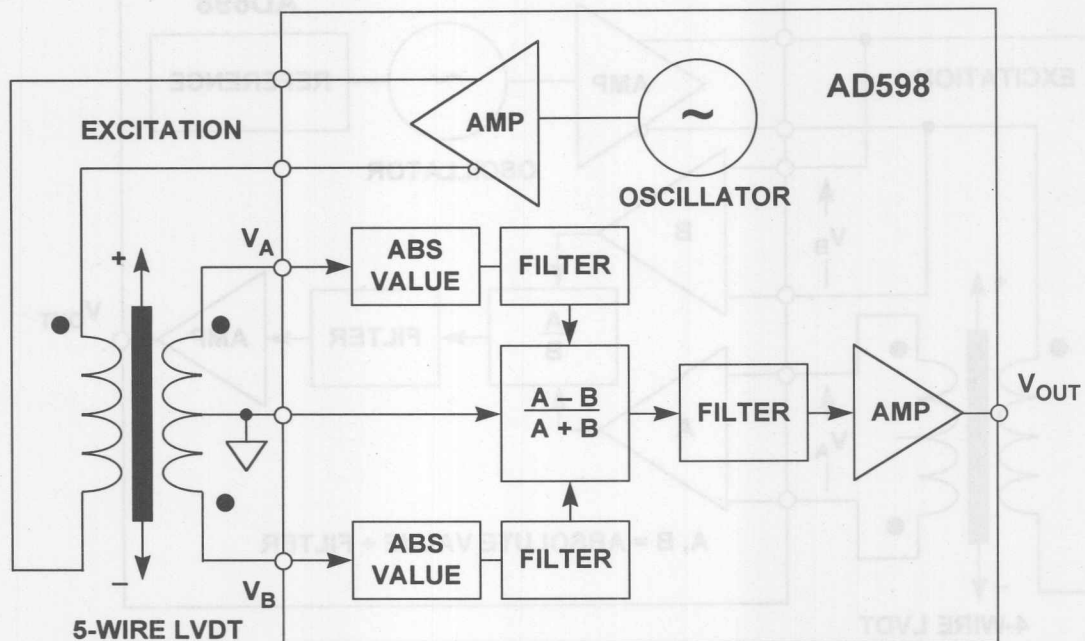 AD598
EXCITATION
AMP
~
OSCILLATOR
V_A
ABS
VALUE
FILTER
+
A – B
A + B
FILTER
AMP
V_OUT
–
ABS
VALUE
FILTER
V_B
5-WIRE LVDT